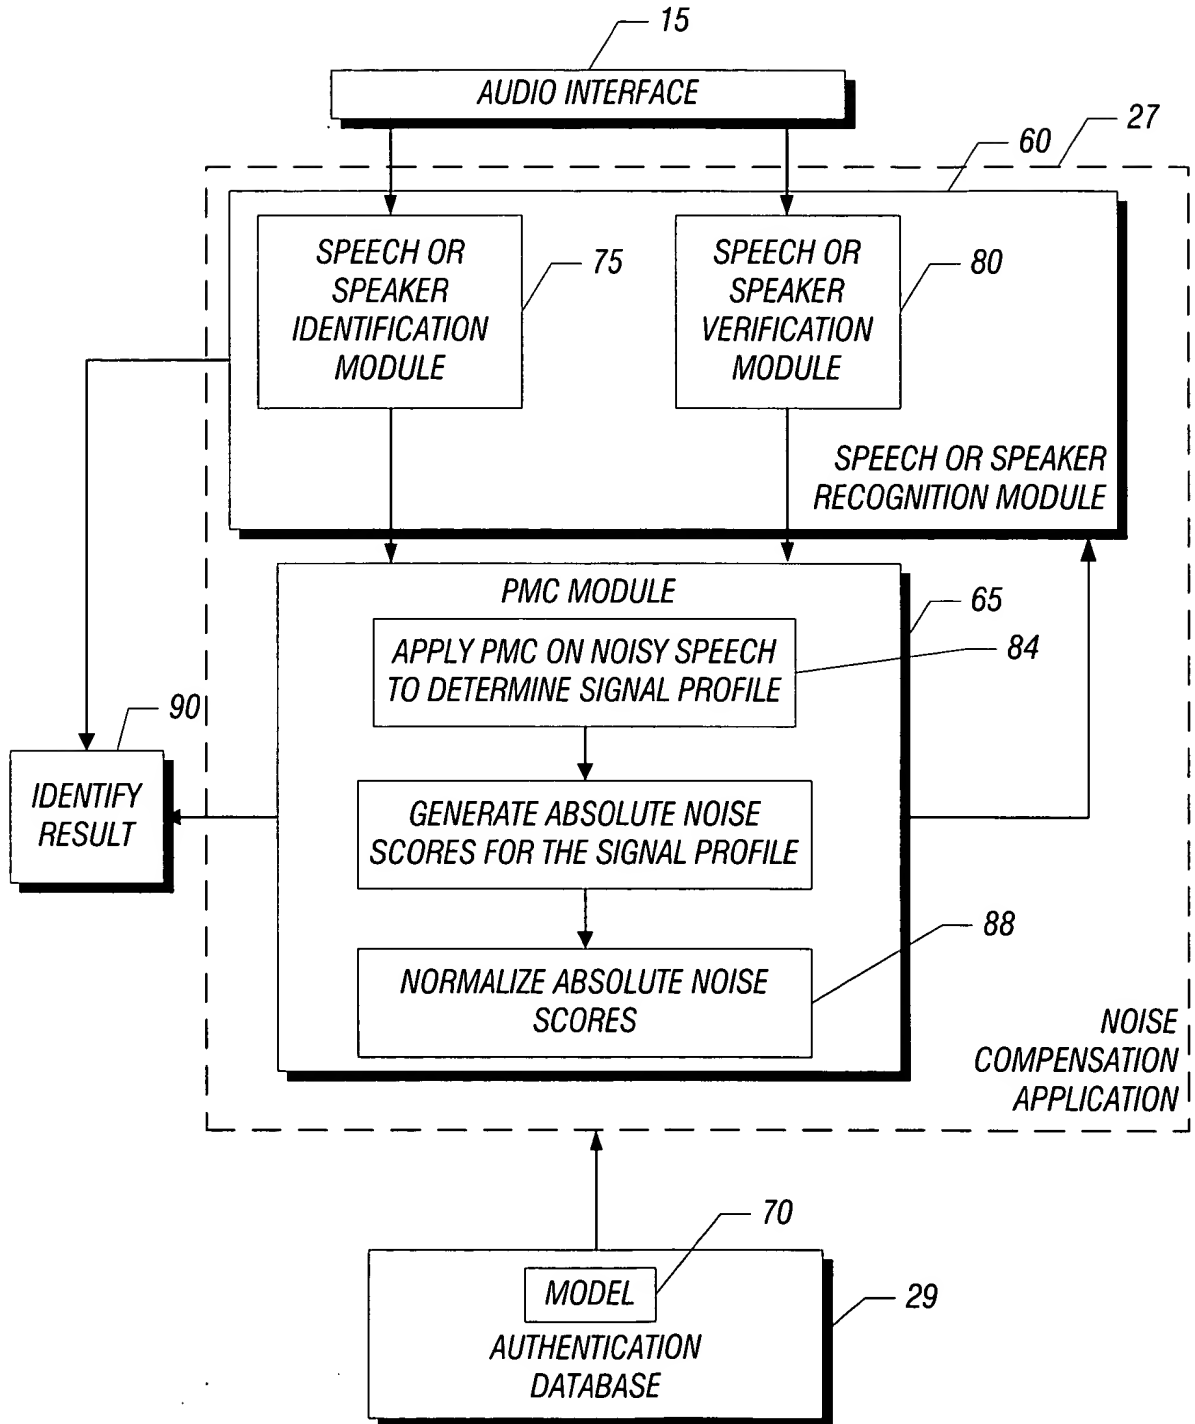 15
AUDIO INTERFACE
27
60
SPEECH OR
SPEAKER
IDENTIFICATION
MODULE
75
SPEECH OR
SPEAKER
VERIFICATION
MODULE
80
SPEECH OR SPEAKER
RECOGNITION MODULE
PMC MODULE
65
APPLY PMC ON NOISY SPEECH
TO DETERMINE SIGNAL PROFILE
84
90
IDENTIFY
RESULT
GENERATE ABSOLUTE NOISE
SCORES FOR THE SIGNAL PROFILE
88
NORMALIZE ABSOLUTE NOISE
SCORES
NOISE
COMPENSATION
APPLICATION
70
MODEL
29
AUTHENTICATION
DATABASE